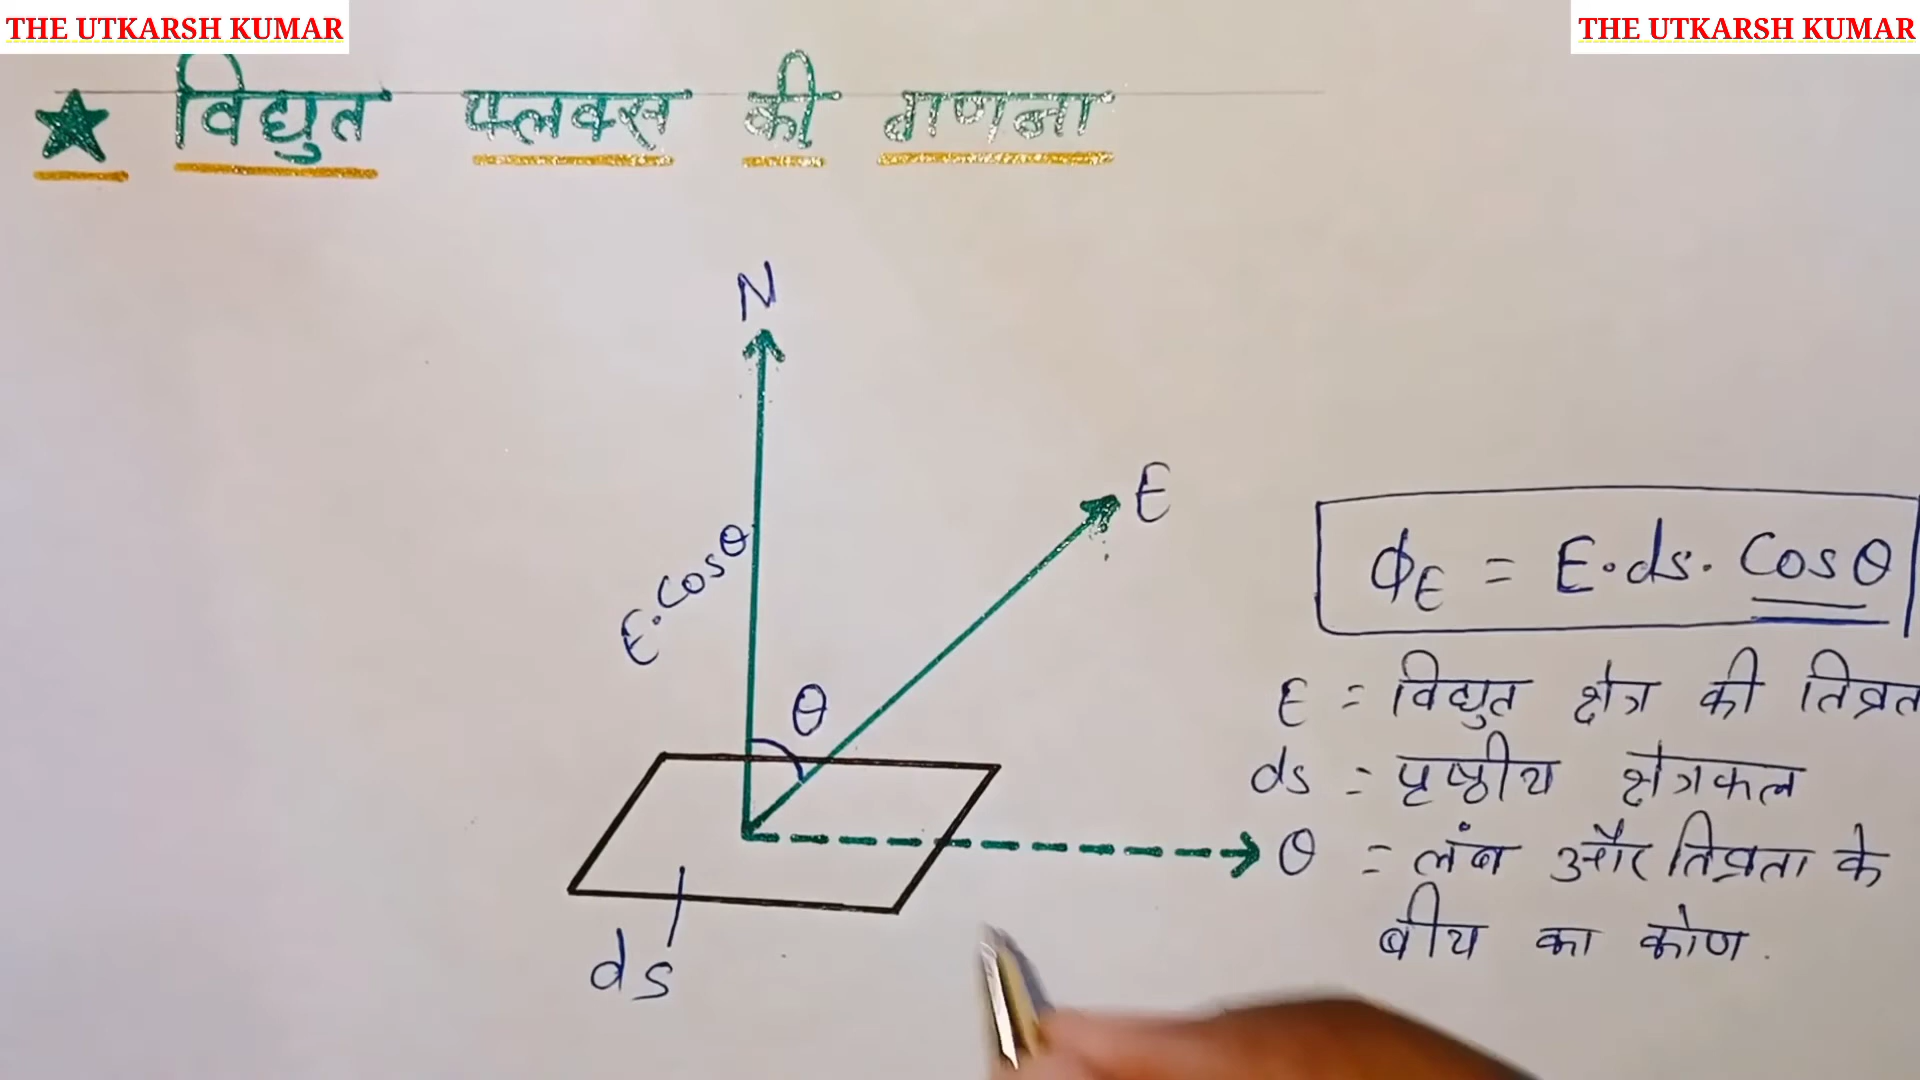 THE UTKARSH KUMAR
THE UTKARSH KUMAR
विद्युत फ्लक्स की गणना
N
E
E.cosθ
θ
ds
ϕE = E.ds. Cosθ
E = विद्युत क्षेत्र की तिव्रत
ds = पृष्ठीय क्षेत्रफल
θ = लंब और तिव्रता के
बीच का कोण.